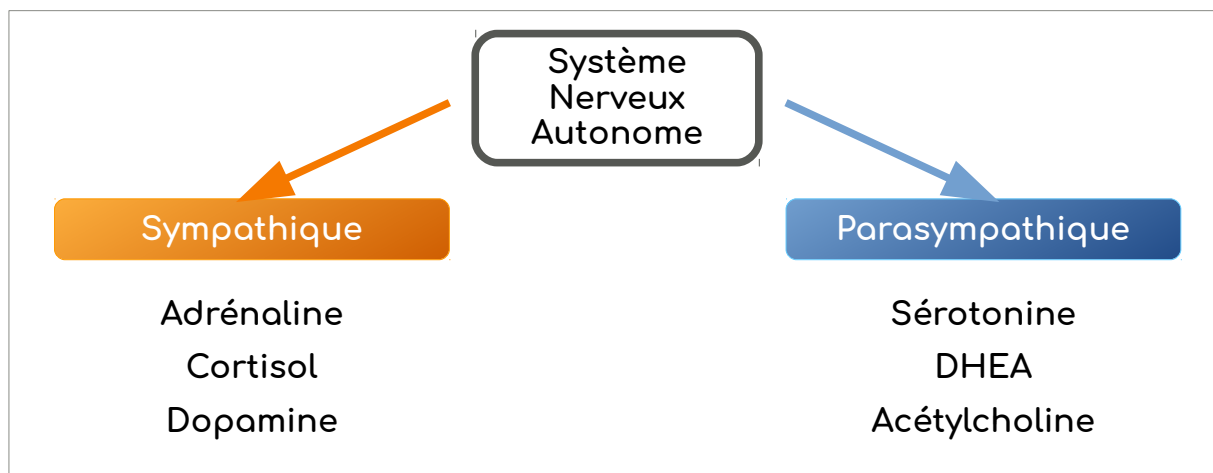 Système
Nerveux
Autonome
Sympathique
Parasympathique
Adrénaline
Cortisol
Dopamine
Sérotonine
DHEA
Acétylcholine